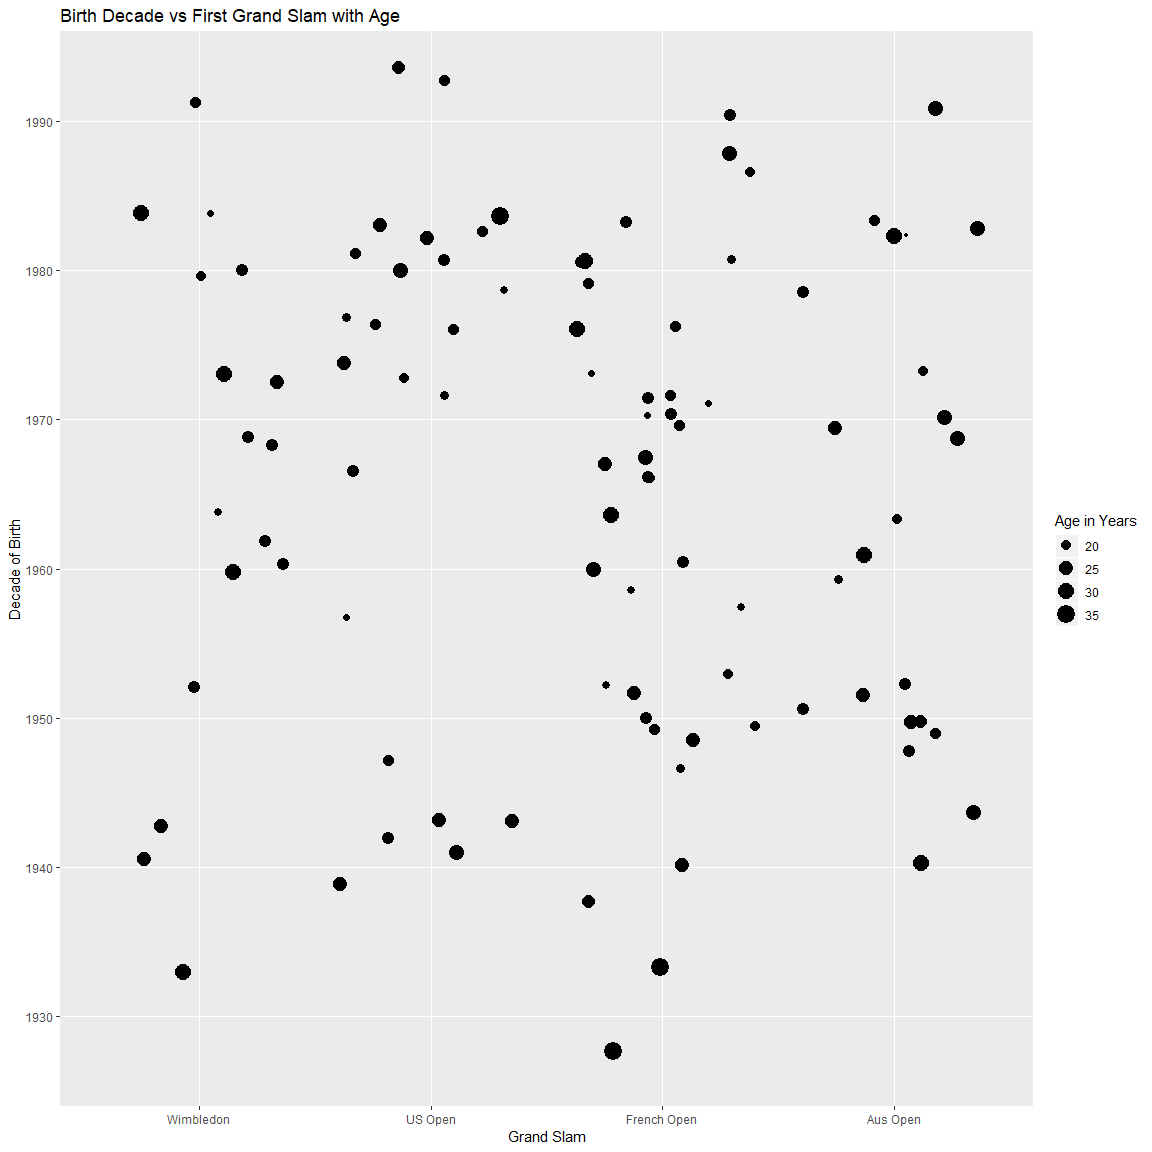 Birth Decade vs First Grand Slam with Age
1990
1980
1970
1960
1950
1940
1930
Decade of Birth
Wimbledon
US Open
French Open
Aus Open
Grand Slam
Age in Years
20
25
30
35